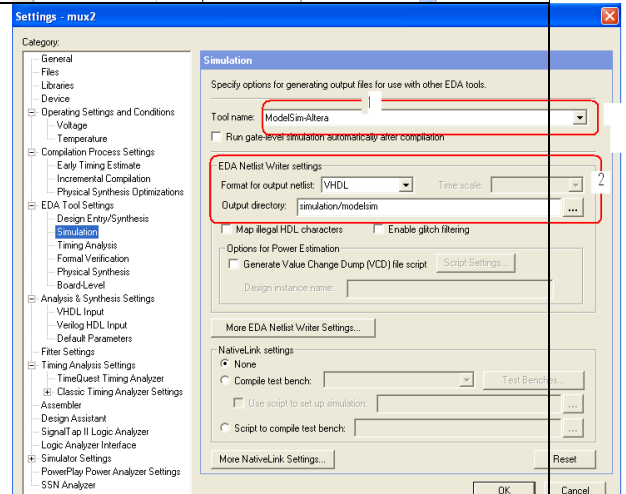 Settings - mux2
Category:
General
Files
Libraries
Device
Operating Settings and Conditions
Voltage
Temperature
Compilation Process Settings
Early Timing Estimate
Incremental Compilation
Physical Synthesis Optimizations
EDA Tool Settings
Design Entry/Synthesis
Simulation
Timing Analysis
Formal Verification
Physical Synthesis
Board-Level
Analysis & Synthesis Settings
VHDL Input
Verilog HDL Input
Default Parameters
Fitter Settings
Timing Analysis Settings
TimeQuest Timing Analyzer
Classic Timing Analyzer Settings
Assembler
Design Assistant
SignalTap II Logic Analyzer
Logic Analyzer Interface
Simulator Settings
PowerPlay Power Analyzer Settings
SSN Analyzer
Simulation
Specify options for generating output files for use with other EDA tools.
1
Tool name: ModelSim-Altera
Run gate-level simulation automatically after compilation
EDA Netlist Writer settings
Format for output netlist: VHDL Time scale: 2
Output directory: simulation/modelsim ...
Map illegal HDL characters Enable glitch filtering
Options for Power Estimation
Generate Value Change Dump (VCD) file script Script Settings...
Design instance name:
More EDA Netlist Writer Settings...
NativeLink settings
None
Compile test bench: Test Benches...
Use script to set up simulation: ...
Script to compile test bench: ...
More NativeLink Settings... Reset
OK Cancel